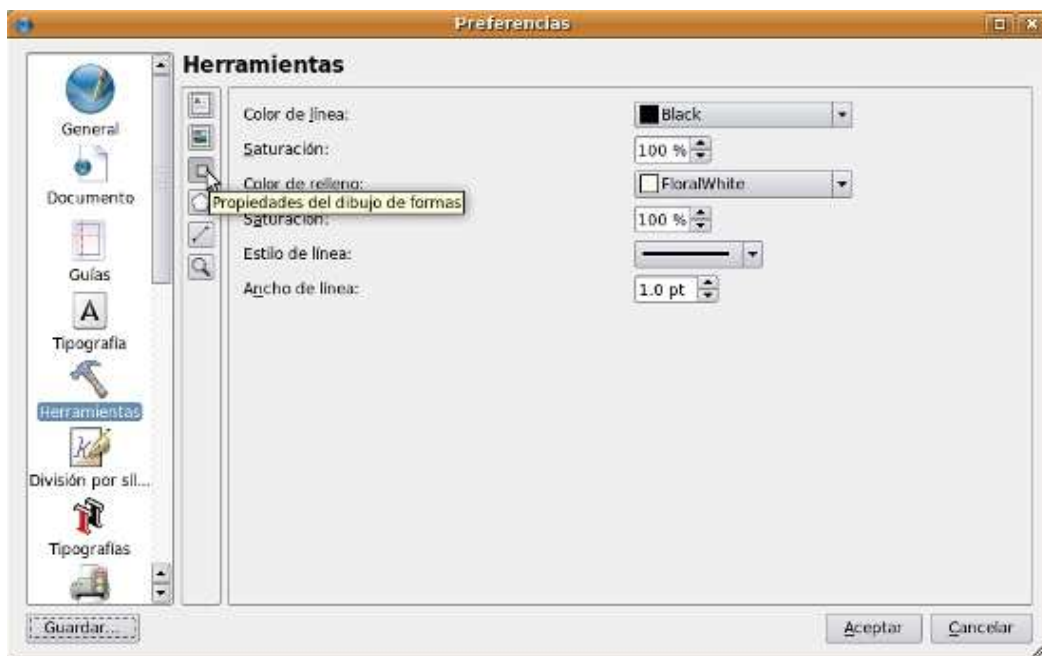 Preferencias
General
Documento
Guías
Tipografía
Herramientas
División por síl...
Tipografías
Herramientas
Color de línea:
Black
Saturación:
100 %
Color de relleno:
FloralWhite
Propiedades del dibujo de formas
Saturación:
100 %
Estilo de línea:
Ancho de línea:
1.0 pt
Guardar...
Aceptar
Cancelar